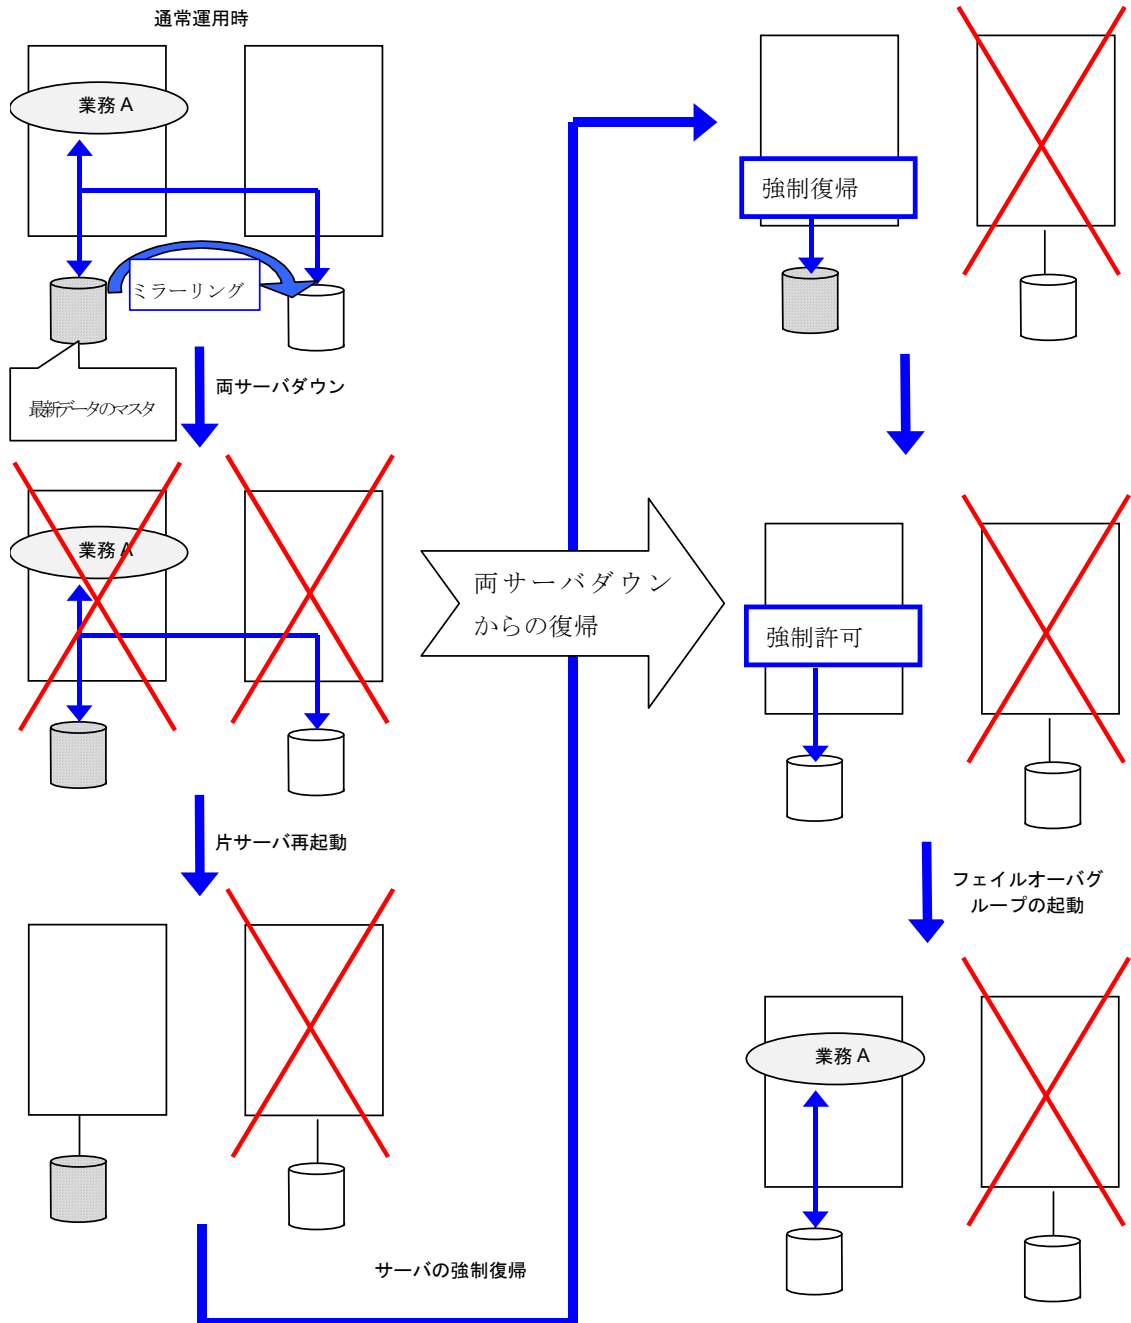 通常運用時
業務 A
ミラーリング
最新データのマスタ
両サーバダウン
業務 A
片サーバ再起動
サーバの強制復帰
両サーバダウン
からの復帰
強制復帰
強制許可
フェイルオーバグ
ループの起動
業務 A